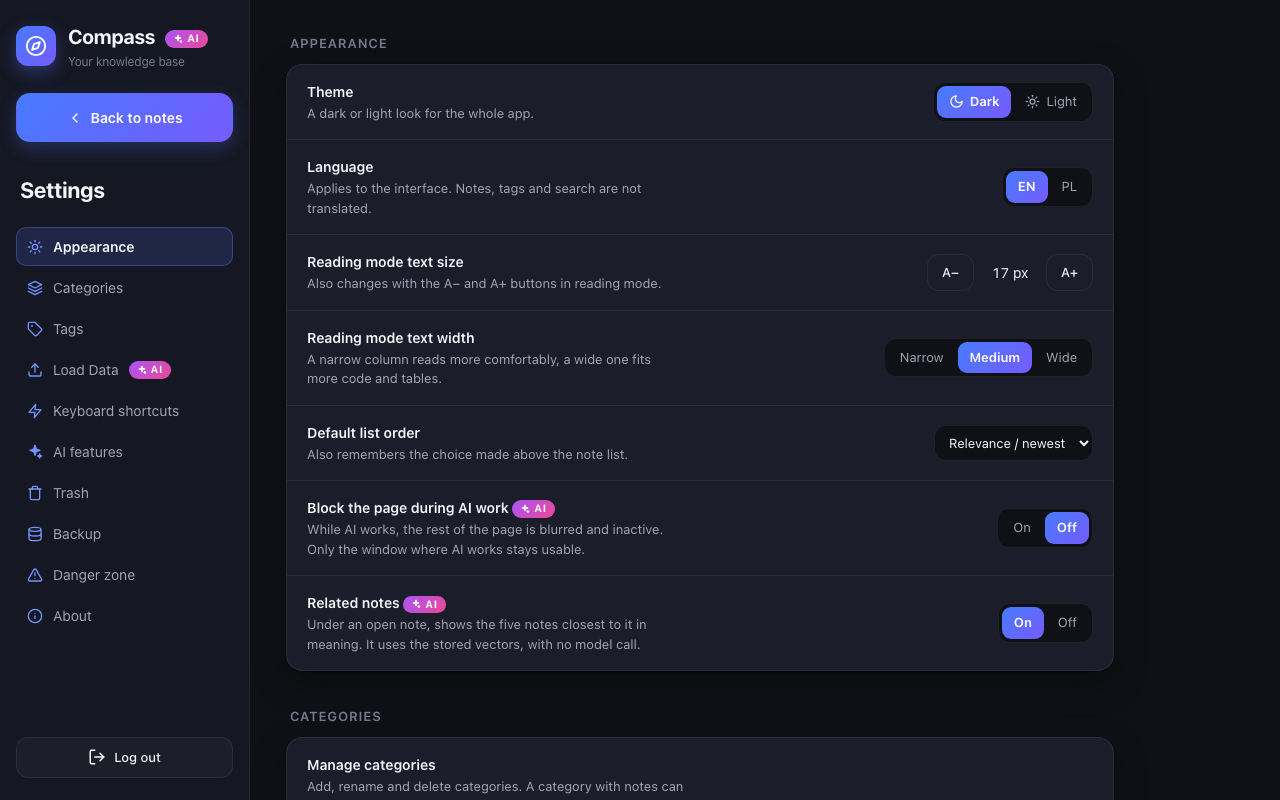 Compass AI
Your knowledge base
Back to notes
Settings
Appearance
Categories
Tags
Load Data AI
Keyboard shortcuts
AI features
Trash
Backup
Danger zone
About
Log out
APPEARANCE
Theme
A dark or light look for the whole app.
Dark Light
Language
Applies to the interface. Notes, tags and search are not
translated.
EN PL
Reading mode text size
Also changes with the A− and A+ buttons in reading mode.
A− 17 px A+
Reading mode text width
A narrow column reads more comfortably, a wide one fits
more code and tables.
Narrow Medium Wide
Default list order
Also remembers the choice made above the note list.
Relevance / newest
Block the page during AI work AI
While AI works, the rest of the page is blurred and inactive.
Only the window where AI works stays usable.
On Off
Related notes AI
Under an open note, shows the five notes closest to it in
meaning. It uses the stored vectors, with no model call.
On Off
CATEGORIES
Manage categories
Add, rename and delete categories. A category with notes can